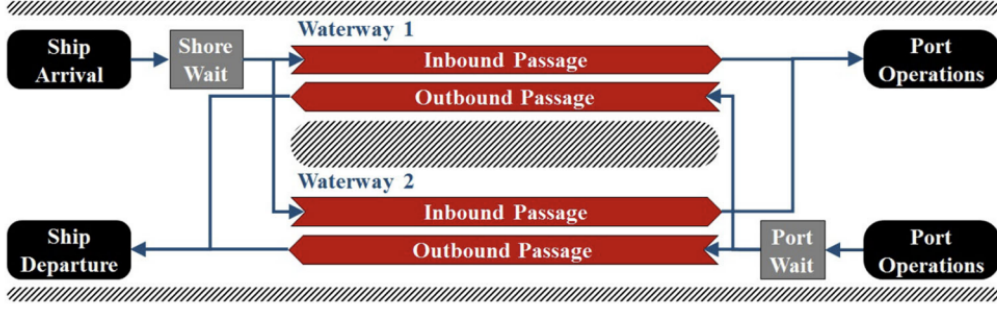 Waterway 1
Ship
Arrival
Shore
Wait
Inbound Passage
Port
Operations
Outbound Passage
Waterway 2
Inbound Passage
Ship
Departure
Outbound Passage
Port
Wait
Port
Operations